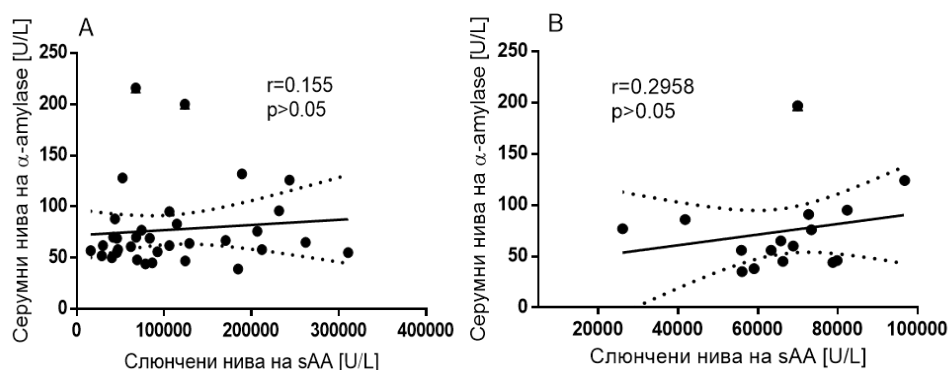 A
Серумни нива на α-amylase [U/L]
250
200
150
100
50
0
r=0.155
p>0.05
0
100000
200000
300000
400000
Слюнчени нива на sAA [U/L]
B
Серумни нива на α-amylase [U/L]
250
200
150
100
50
0
r=0.2958
p>0.05
20000
40000
60000
80000
100000
Слюнчени нива на sAA [U/L]